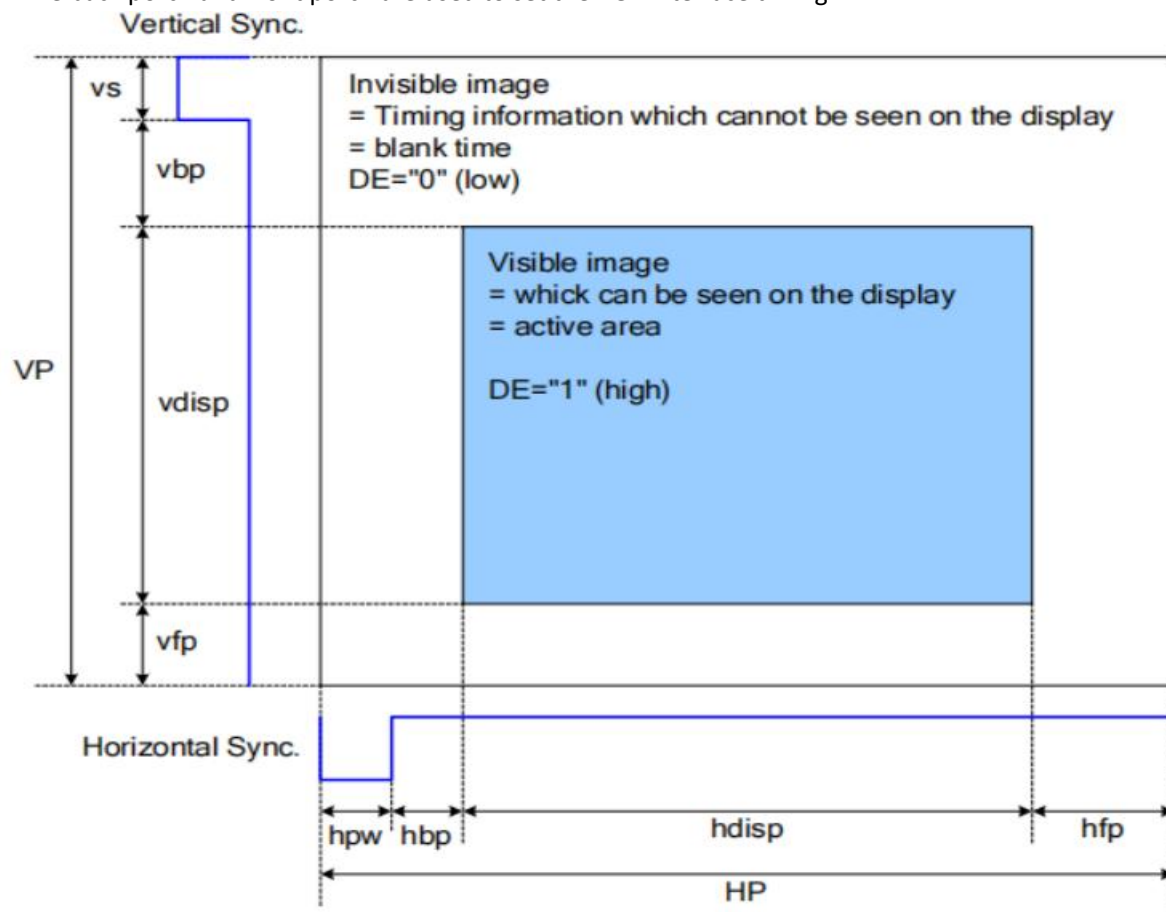 Vertical Sync.
vs
Invisible image
= Timing information which cannot be seen on the display
= blank time
DE="0" (low)
vbp
Visible image
= whick can be seen on the display
= active area
DE="1" (high)
VP
vdisp
vfp
Horizontal Sync.
hpw
hbp
hdisp
hfp
HP